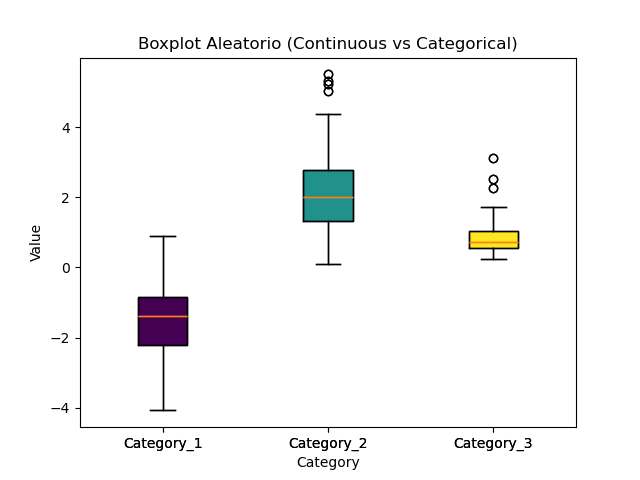 Boxplot Aleatorio (Continuous vs Categorical)
Value
4
2
0
−2
−4
Category_1 Category_2 Category_3
Category